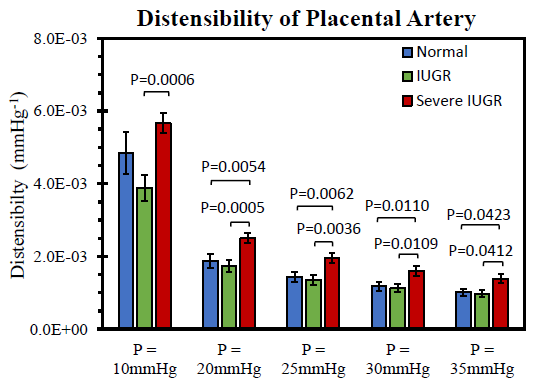 Distensibility of Placental Artery
8.0E-03
6.0E-03
4.0E-03
2.0E-03
0.0E+00
Distensibilty (mmHg-1)
Normal
IUGR
Severe IUGR
P=0.0006
P=0.0054
P=0.0005
P=0.0062
P=0.0036
P=0.0110
P=0.0109
P=0.0423
P=0.0412
P =
10mmHg
P =
20mmHg
P =
25mmHg
P =
30mmHg
P =
35mmHg